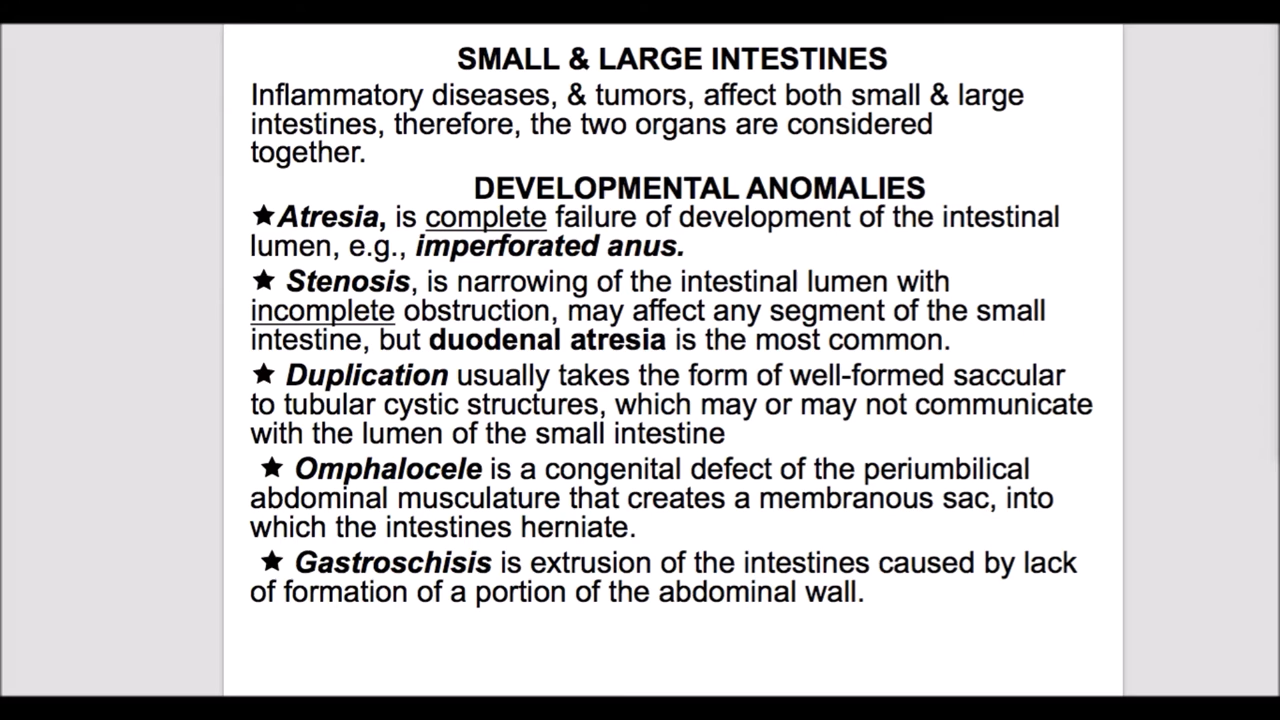 SMALL & LARGE INTESTINES
Inflammatory diseases, & tumors, affect both small & large
intestines, therefore, the two organs are considered
together.
DEVELOPMENTAL ANOMALIES
★Atresia, is complete failure of development of the intestinal
lumen, e.g., imperforated anus.
★ Stenosis, is narrowing of the intestinal lumen with
incomplete obstruction, may affect any segment of the small
intestine, but duodenal atresia is the most common.
★ Duplication usually takes the form of well-formed saccular
to tubular cystic structures, which may or may not communicate
with the lumen of the small intestine
★ Omphalocele is a congenital defect of the periumbilical
abdominal musculature that creates a membranous sac, into
which the intestines herniate.
★ Gastroschisis is extrusion of the intestines caused by lack
of formation of a portion of the abdominal wall.